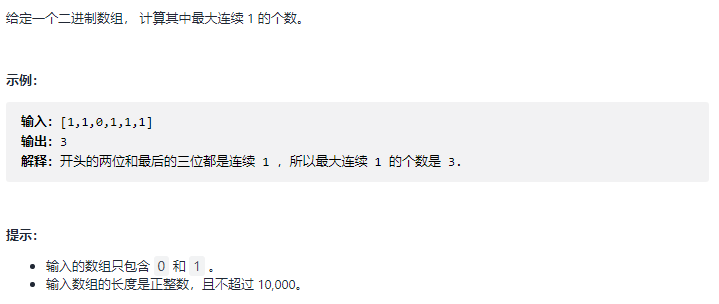 给定一个二进制数组， 计算其中最大连续 1 的个数。
示例：
输入：[1,1,0,1,1,1]
输出：3
解释：开头的两位和最后的三位都是连续 1 ，所以最大连续 1 的个数是 3.
提示：
输入的数组只包含 0 和 1 。
输入数组的长度是正整数，且不超过 10,000。